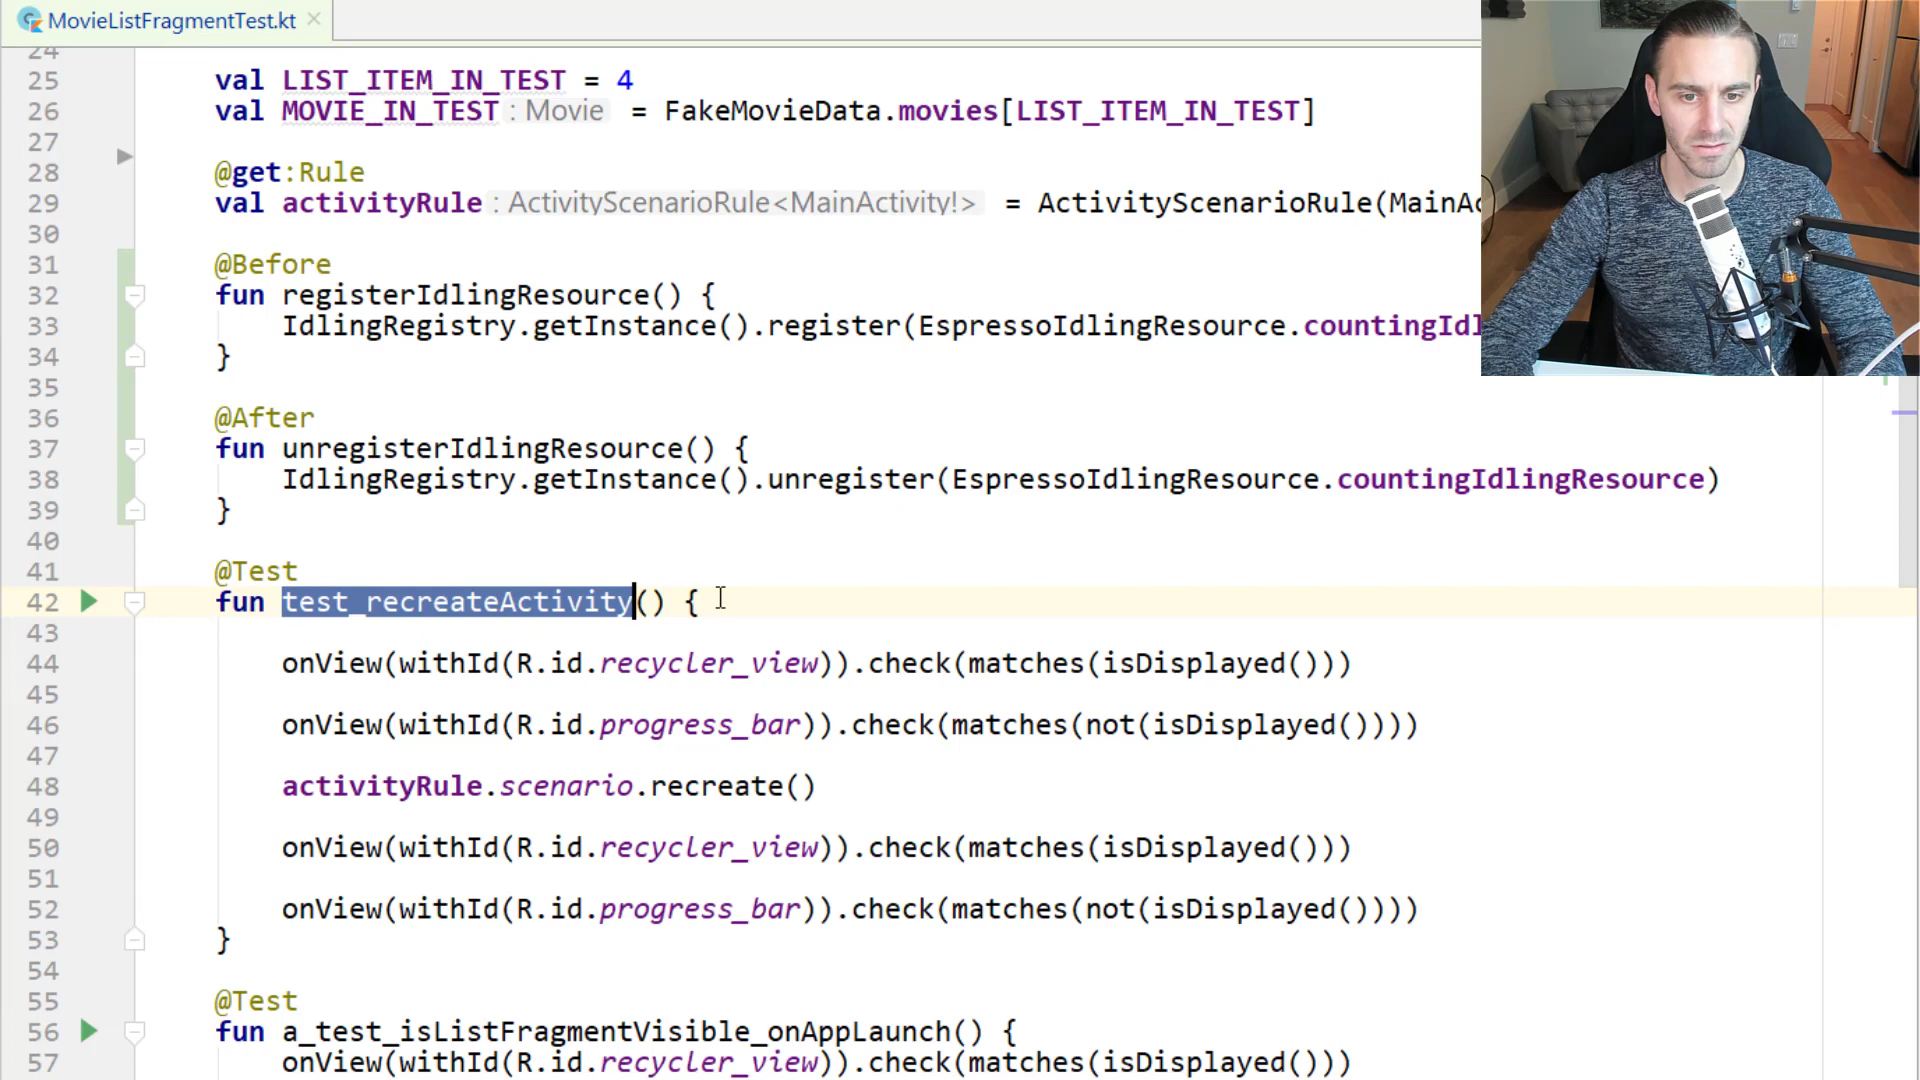 MovieListFragmentTest.kt
24
25 val LIST_ITEM_IN_TEST = 4
26 val MOVIE_IN_TEST : Movie = FakeMovieData.movies[LIST_ITEM_IN_TEST]
27
28 @get:Rule
29 val activityRule : ActivityScenarioRule<MainActivity!> = ActivityScenarioRule(MainAc
30
31 @Before
32 fun registerIdlingResource() {
33 IdlingRegistry.getInstance().register(EspressoIdlingResource.countingIdl
34 }
35
36 @After
37 fun unregisterIdlingResource() {
38 IdlingRegistry.getInstance().unregister(EspressoIdlingResource.countingIdlingResource)
39 }
40
41 @Test
42 fun test_recreateActivity() {
43
44 onView(withId(R.id.recycler_view)).check(matches(isDisplayed()))
45
46 onView(withId(R.id.progress_bar)).check(matches(not(isDisplayed())))
47
48 activityRule.scenario.recreate()
49
50 onView(withId(R.id.recycler_view)).check(matches(isDisplayed()))
51
52 onView(withId(R.id.progress_bar)).check(matches(not(isDisplayed())))
53 }
54
55 @Test
56 fun a_test_isListFragmentVisible_onAppLaunch() {
57 onView(withId(R.id.recycler_view)).check(matches(isDisplayed()))